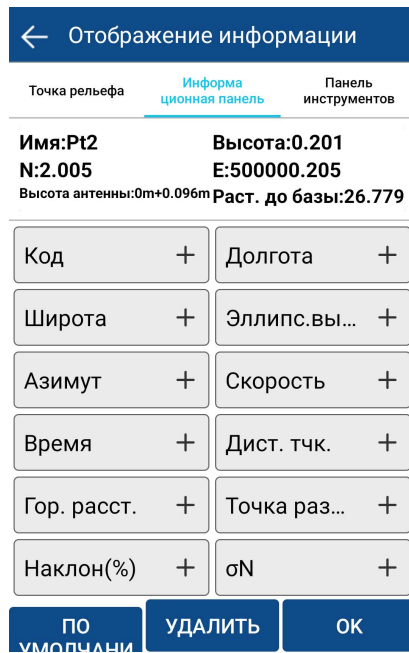 Отображение информации
Точка рельефа
Информа
ционная панель
Панель
инструментов
Имя:Pt2 Высота:0.201
N:2.005 E:500000.205
Высота антенны:0m+0.096m Раст. до базы:26.779
Код + Долгота +
Широта + Эллипс.вы... +
Азимут + Скорость +
Время + Дист. тчк. +
Гор. расст. + Точка раз... +
Наклон(%) + σN +
ПО
УМОЛЧАНИ
УДАЛИТЬ
OK